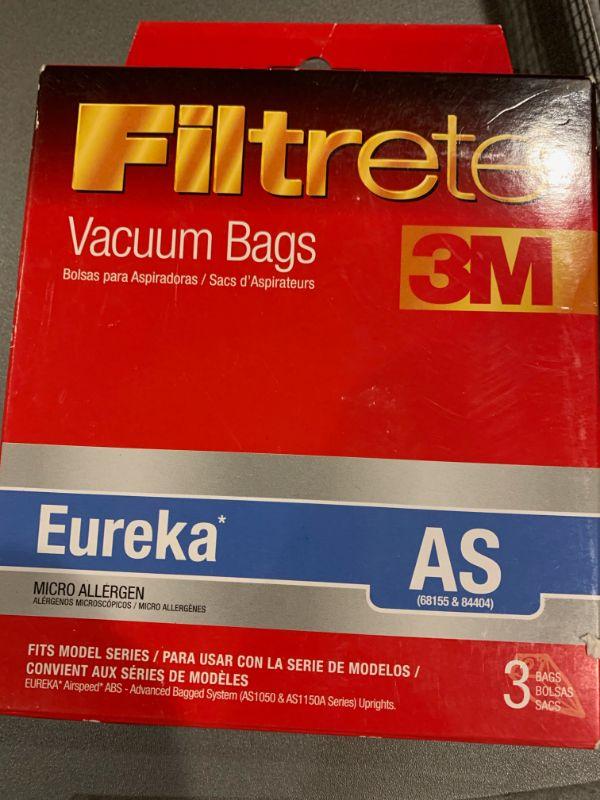 Filtrete
3M
Vacuum Bags
Bolsas para Aspiradoras / Sacs d'Aspirateurs
Eureka*
AS
(68155 & 84404)
MICRO ALLERGEN
ALÉRGENOS MICROSCÓPICOS / MICRO ALLERGÈNES
FITS MODEL SERIES / PARA USAR CON LA SERIE DE MODELOS /
CONVIENT AUX SÉRIES DE MODÈLES
EUREKA* Airspeed* ABS - Advanced Bagged System (AS1050 & AS1150A Series) Uprights.
3
BAGS
BOLSAS
SACS